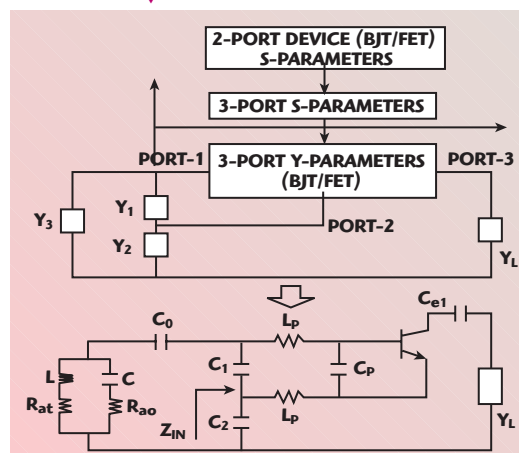 2-PORT DEVICE (BJT/FET)
S-PARAMETERS
3-PORT S-PARAMETERS
PORT-1
3-PORT Y-PARAMETERS
(BJT/FET)
PORT-3
Y3
Y1
PORT-2
Y2
YL
Ce1
C0
LP
C1
CP
L
C
Rat
Rao
LP
ZIN
C2
YL